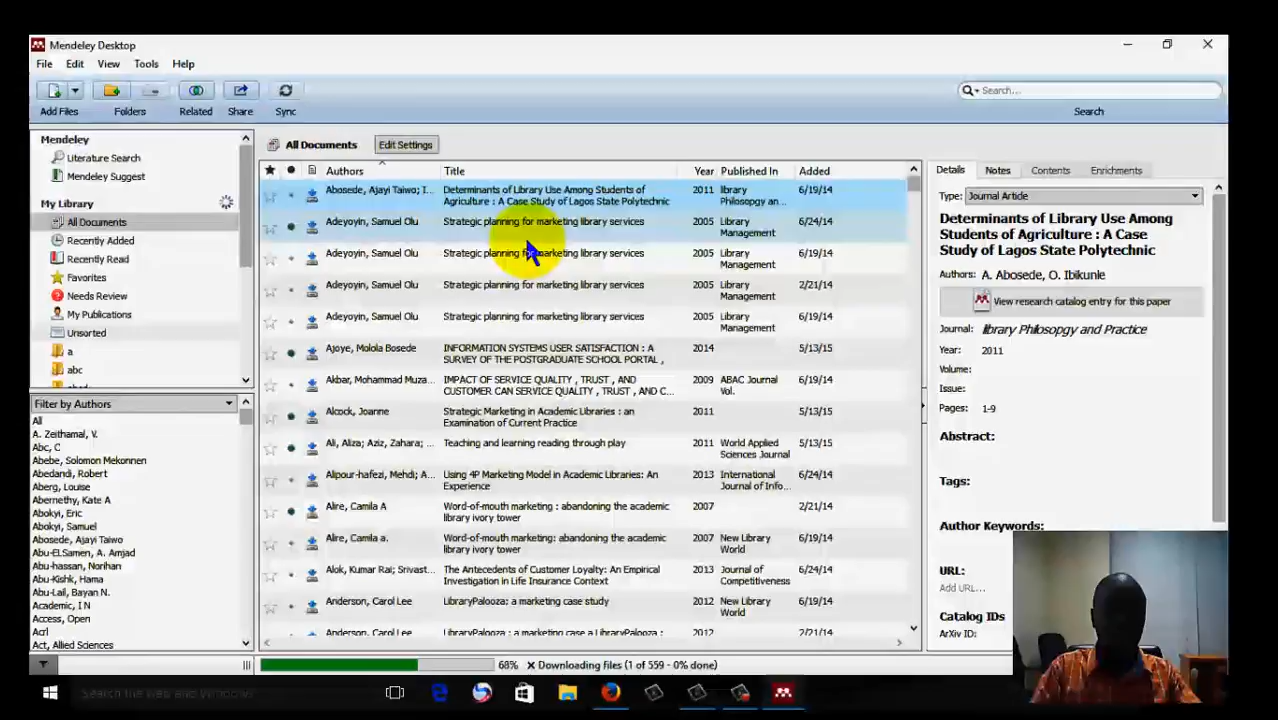 Mendeley Desktop
File Edit View Tools Help
Add Files Folders Related Share Sync
Search...
Search
Mendeley
Literature Search
Mendeley Suggest
My Library
All Documents
Recently Added
Recently Read
Favorites
Needs Review
My Publications
Unsorted
a
abc
Filter by Authors
All
A. Zeithamal, V.
Abc, C
Abebe, Solomon Mekonnen
Abedandi, Robert
Aberg, Louise
Abernethy, Kate A
Abokyi, Eric
Abokyi, Samuel
Abosede, Ajayi Taiwo
Abu-ELSamen, A. Amjad
Abu-hassan, Norihan
Abu-Kishk, Hama
Abu-Lail, Bayan N.
Academic, I N
Access, Open
Acrl
Act, Allied Sciences
All Documents Edit Settings
Authors Title Year Published In Added
Abosede, Ajayi Taiwo; I... Determinants of Library Use Among Students of 2011 library 6/19/14
Agriculture : A Case Study of Lagos State Polytechnic Philosopgy an...
Adeyoyin, Samuel Olu Strategic planning for marketing library services 2005 Library 6/24/14
Management
Adeyoyin, Samuel Olu Strategic planning for marketing library services 2005 Library 6/19/14
Management
Adeyoyin, Samuel Olu Strategic planning for marketing library services 2005 Library 2/21/14
Management
Adeyoyin, Samuel Olu Strategic planning for marketing library services 2005 Library 6/19/14
Management
Ajoye, Molola Bosede INFORMATION SYSTEMS USER SATISFACTION : A 2014 5/13/15
SURVEY OF THE POSTGRADUATE SCHOOL PORTAL ,
Akbar, Mohammad Muza... IMPACT OF SERVICE QUALITY , TRUST , AND 2009 ABAC Journal 6/19/14
CUSTOMER CAN SERVICE QUALITY , TRUST , AND C... Vol.
Alcock, Joanne Strategic Marketing in Academic Libraries : an 2011 5/13/15
Examination of Current Practice
Ali, Aliza; Aziz, Zahara; ... Teaching and learning reading through play 2011 World Applied 5/13/15
Sciences Journal
Alipour-hafezi, Mehdi; A... Using 4P Marketing Model in Academic Libraries: An 2013 International 6/24/14
Experience Journal of Info...
Alire, Camila A Word-of-mouth marketing : abandoning the academic 2007 2/21/14
library ivory tower
Alire, Camila a. Word-of-mouth marketing: abandoning the academic 2007 New Library 6/19/14
library ivory tower World
Alok, Kumar Rai; Srivast... The Antecedents of Customer Loyalty: An Empirical 2013 Journal of 6/24/14
Investigation in Life Insurance Context Competitiveness
Anderson, Carol Lee LibraryPalooza: a marketing case study 2012 New Library 6/19/14
World
Anderson, Carol Lee LibraryPalooza : a marketing case a LibraryPalooza : 2012 2/21/14
Details Notes Contents Enrichments
Type: Journal Article
Determinants of Library Use Among
Students of Agriculture : A Case
Study of Lagos State Polytechnic
Authors: A. Abosede, O. Ibikunle
View research catalog entry for this paper
Journal: library Philosopgy and Practice
Year: 2011
Volume:
Issue:
Pages: 1-9
Abstract:
Tags:
Author Keywords:
URL:
Add URL...
Catalog IDs
ArXiv ID:
68% Downloading files (1 of 559 - 0% done)
Search the web and Windows